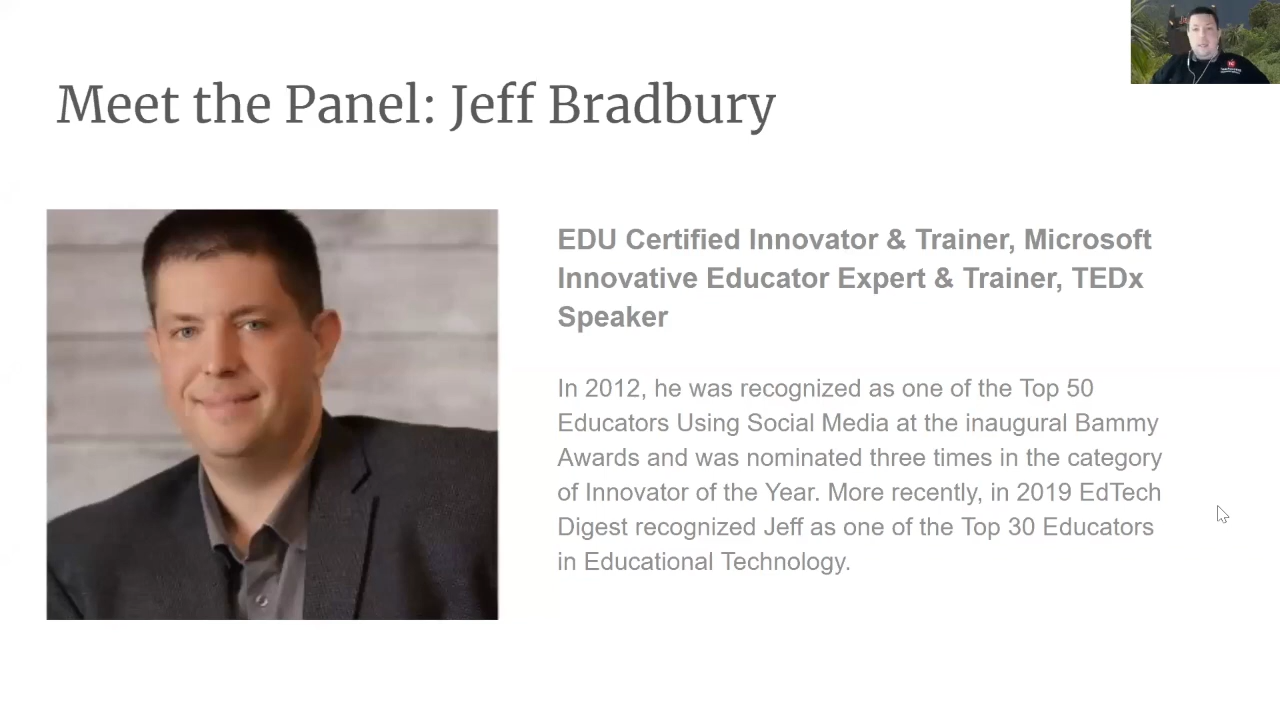 Meet the Panel: Jeff Bradbury
EDU Certified Innovator & Trainer, Microsoft
Innovative Educator Expert & Trainer, TEDx
Speaker
In 2012, he was recognized as one of the Top 50
Educators Using Social Media at the inaugural Bammy
Awards and was nominated three times in the category
of Innovator of the Year. More recently, in 2019 EdTech
Digest recognized Jeff as one of the Top 30 Educators
in Educational Technology.